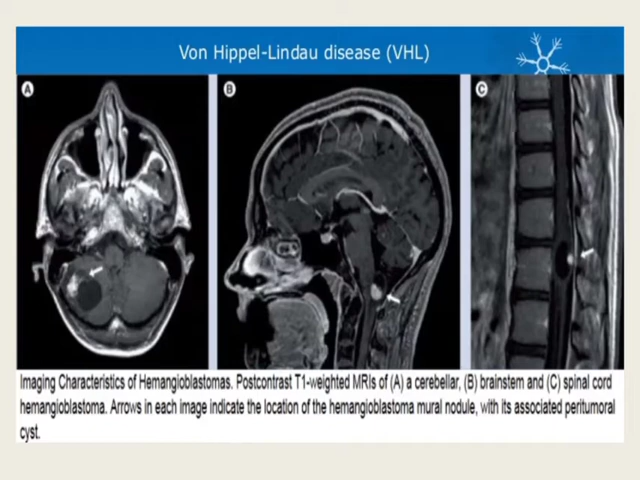 Von Hippel-Lindau disease (VHL)
A
B
C
Imaging Characteristics of Hemangioblastomas. Postcontrast T1-weighted MRIs of (A) a cerebellar, (B) brainstem and (C) spinal cord
hemangioblastoma. Arrows in each image indicate the location of the hemangioblastoma mural nodule, with its associated peritumoral
cyst.